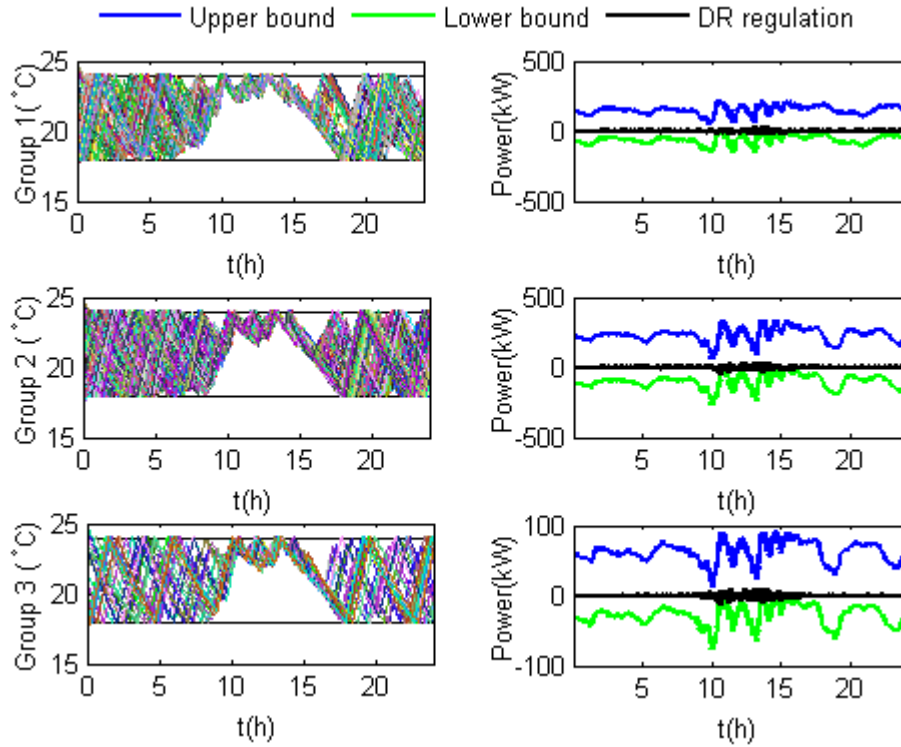 Upper bound Lower bound DR regulation
Group 1(°C)
25
20
15
0 5 10 15 20
t(h)
Power(kW)
500
0
-500
5 10 15 20
t(h)
Group 2 (°C)
25
20
15
0 5 10 15 20
t(h)
Power(kW)
500
0
-500
5 10 15 20
t(h)
Group 3 (°C)
25
20
15
0 5 10 15 20
t(h)
Power(kW)
100
0
-100
5 10 15 20
t(h)